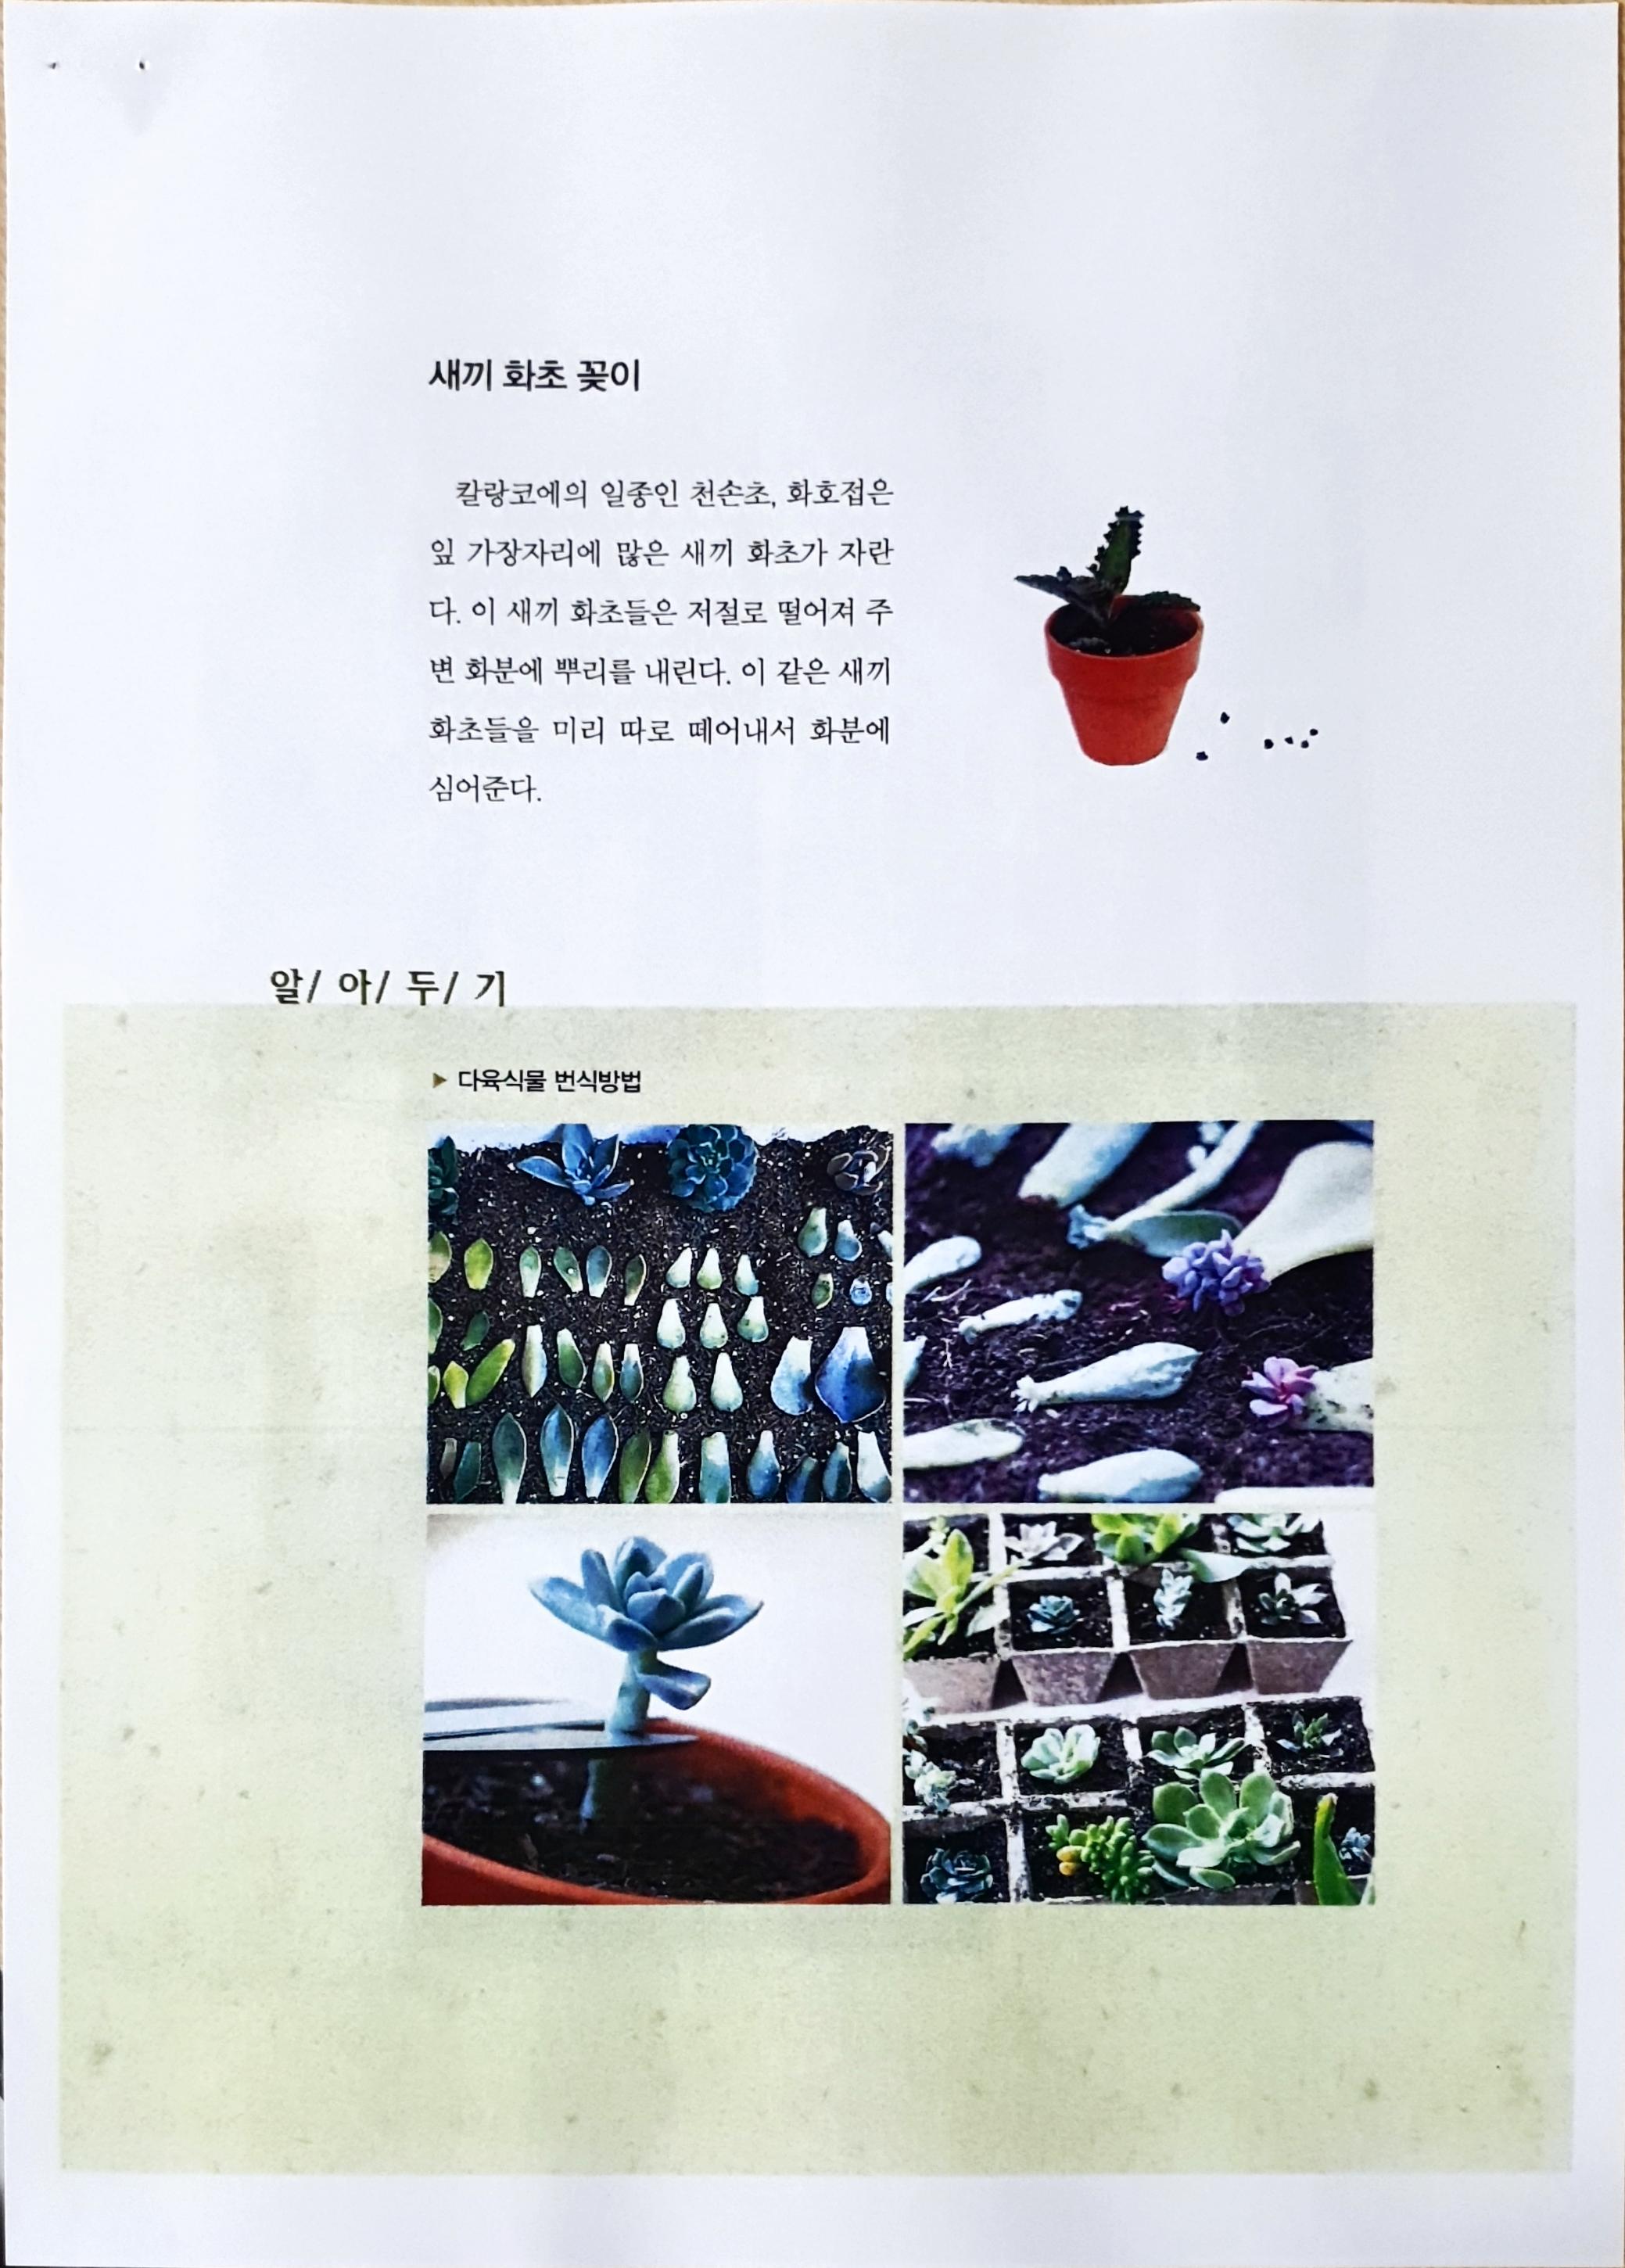 새끼 화초 꽂이
칼랑코에의 일종인 천손초, 화호접은
잎 가장자리에 많은 새끼 화초가 자란
다. 이 새끼 화초들은 저절로 떨어져 주
변 화분에 뿌리를 내린다. 이 같은 새끼
화초들을 미리 따로 떼어내서 화분에
심어준다.
알/ 아/ 두/ 기
▶ 다육식물 번식방법